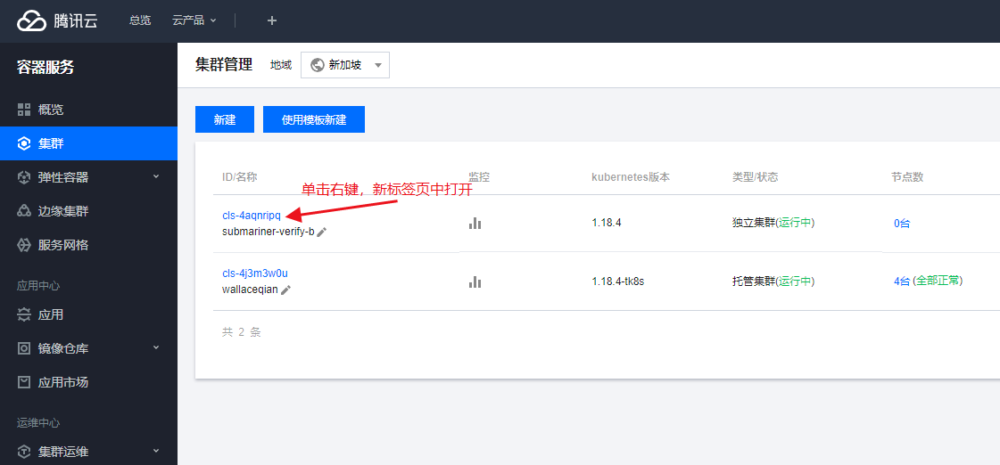 腾讯云 总览 云产品 +
容器服务
概览
集群
弹性容器
边缘集群
服务网格
应用中心
应用
镜像仓库
应用市场
运维中心
集群运维
集群管理 地域 新加坡
新建 使用模板新建
ID/名称 监控 kubernetes版本 类型/状态 节点数
单击右键，新标签页中打开
cls-4aqnripq 1.18.4 独立集群(运行中) 0台
submariner-verify-b
cls-4j3m3w0u 1.18.4-tk8s 托管集群(运行中) 4台 (全部正常)
wallaceqian
共 2 条